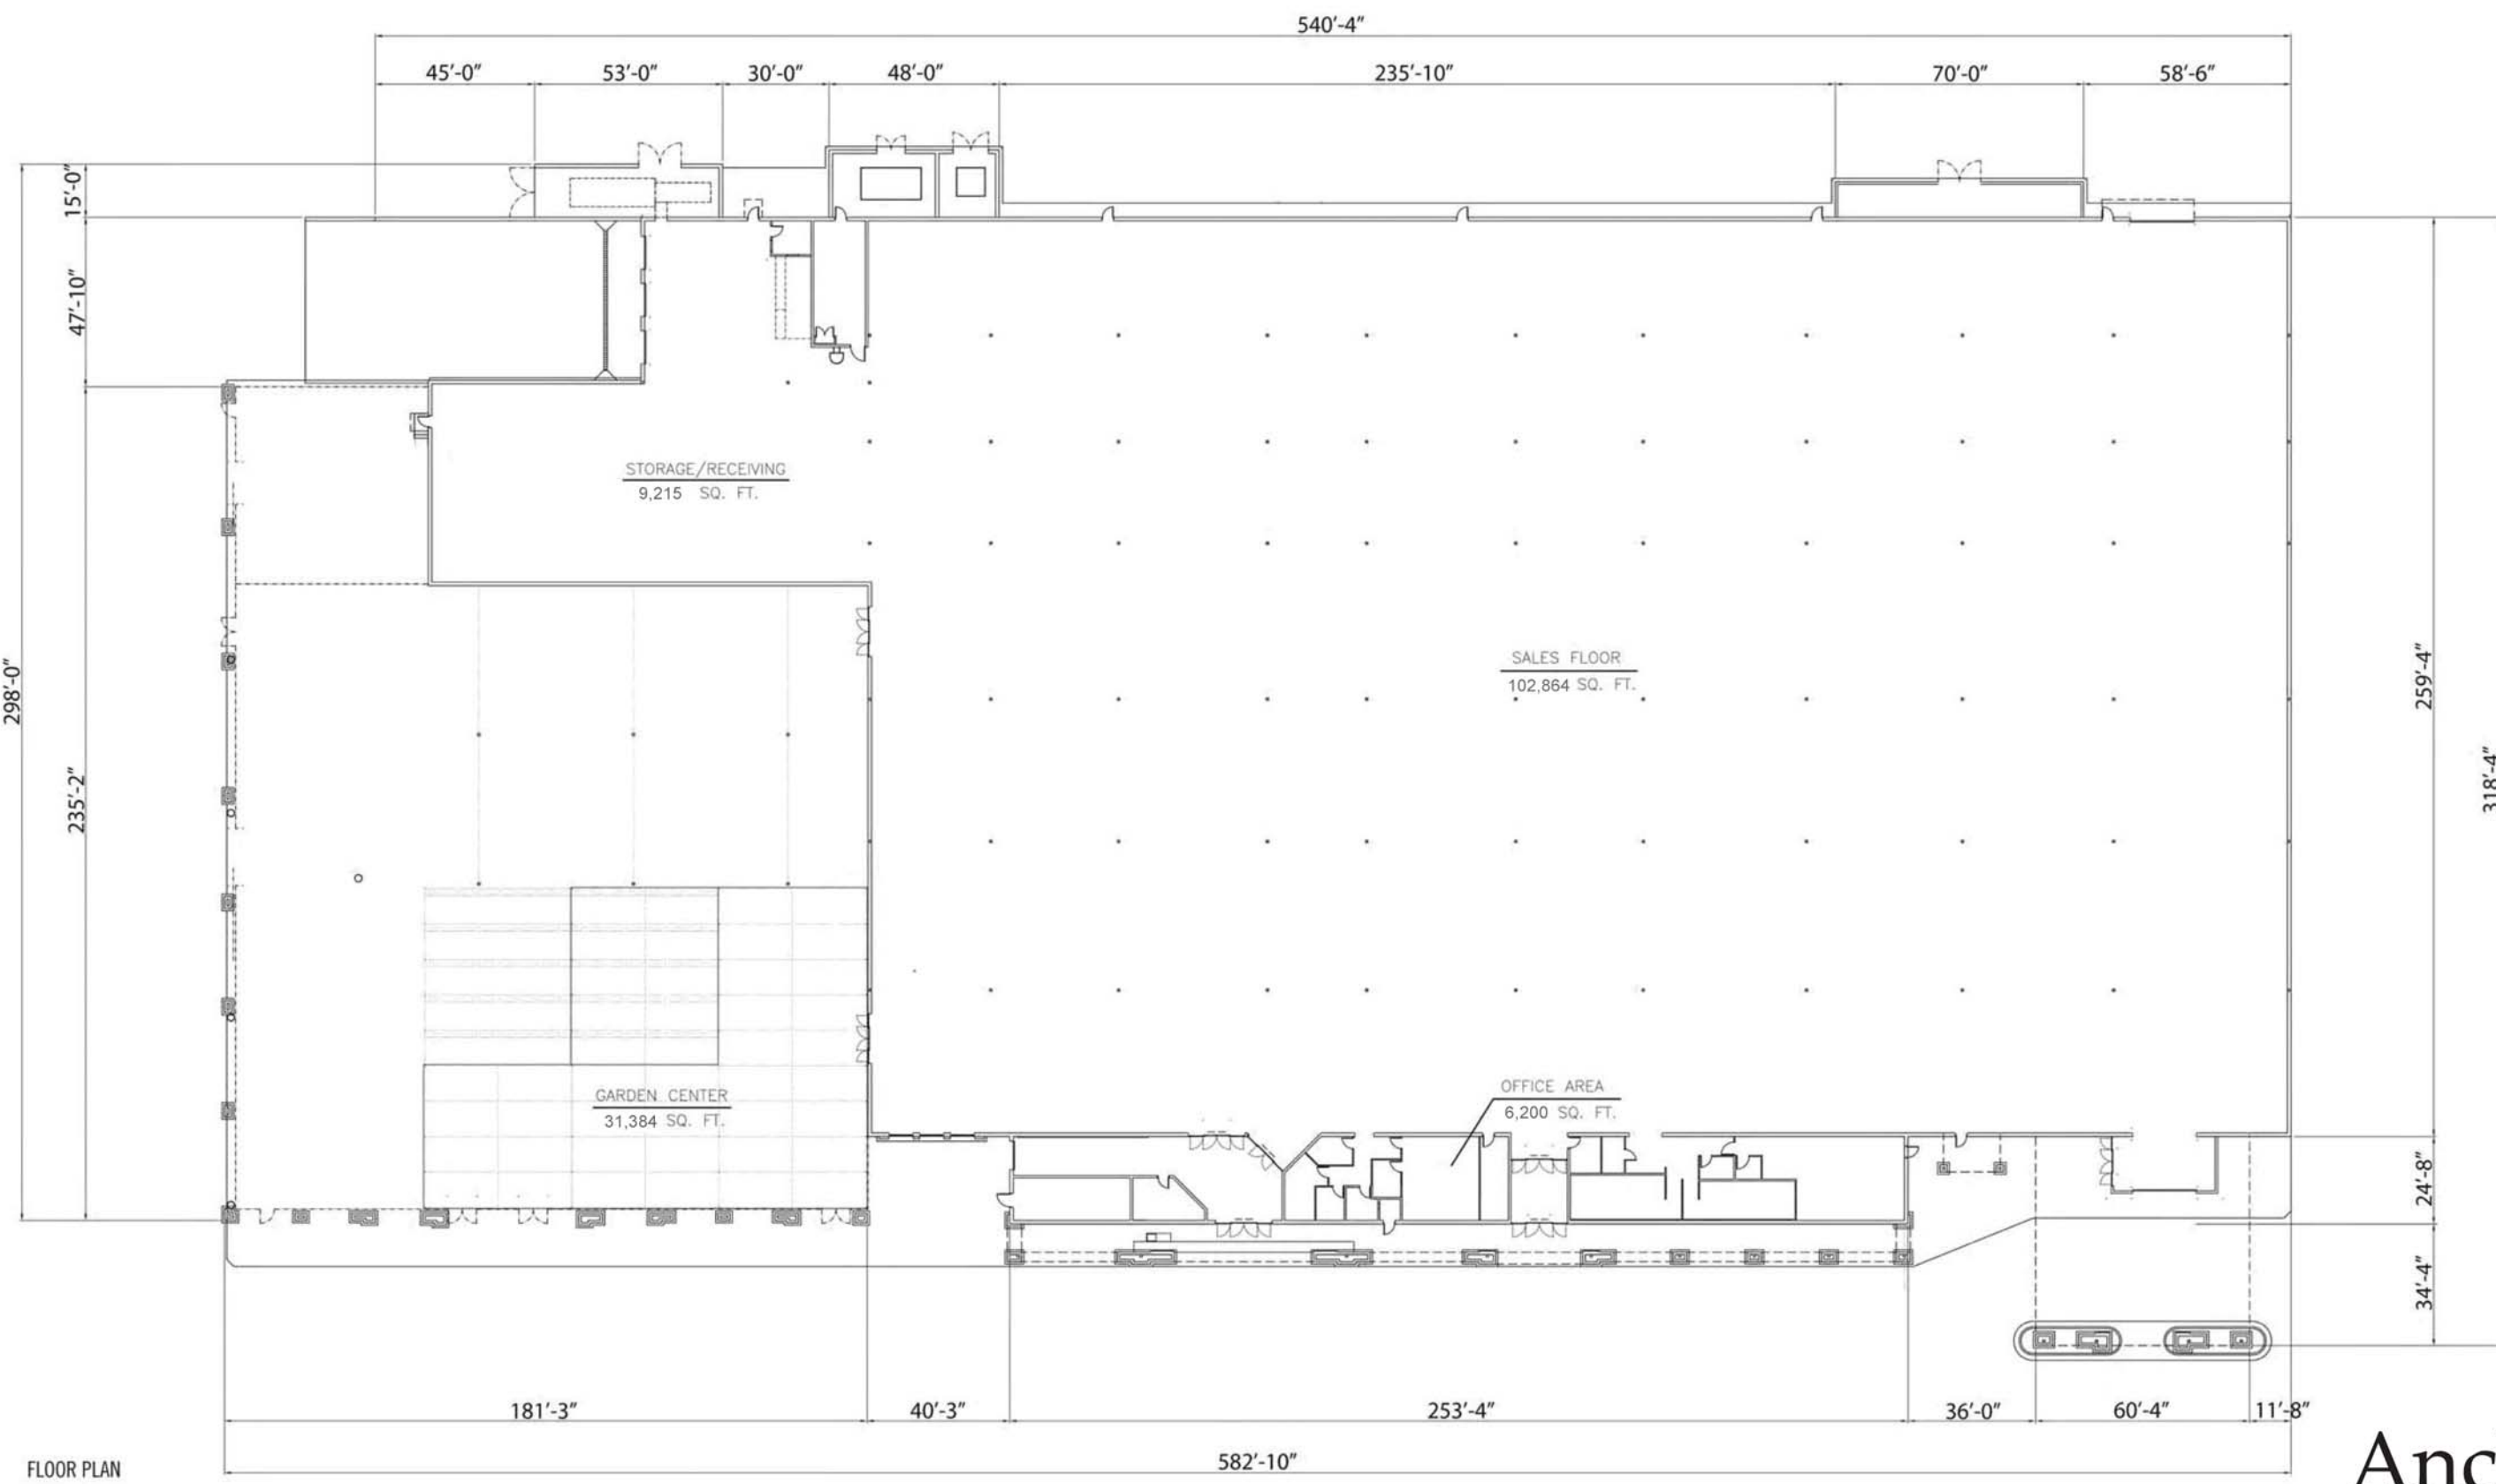 540'-4"
45'-0"
53'-0"
30'-0"
48'-0"
235'-10"
70'-0"
58'-6"
15'-0"
47'-10"
STORAGE/RECEIVING
9,215 SQ. FT.
298'-0"
235'-2"
SALES FLOOR
102,864 SQ. FT.
259'-4"
318'-4"
GARDEN CENTER
31,384 SQ. FT.
OFFICE AREA
6,200 SQ. FT.
24'-8"
34'-4"
181'-3"
40'-3"
253'-4"
36'-0"
60'-4"
11'-8"
582'-10"
FLOOR PLAN
Anc